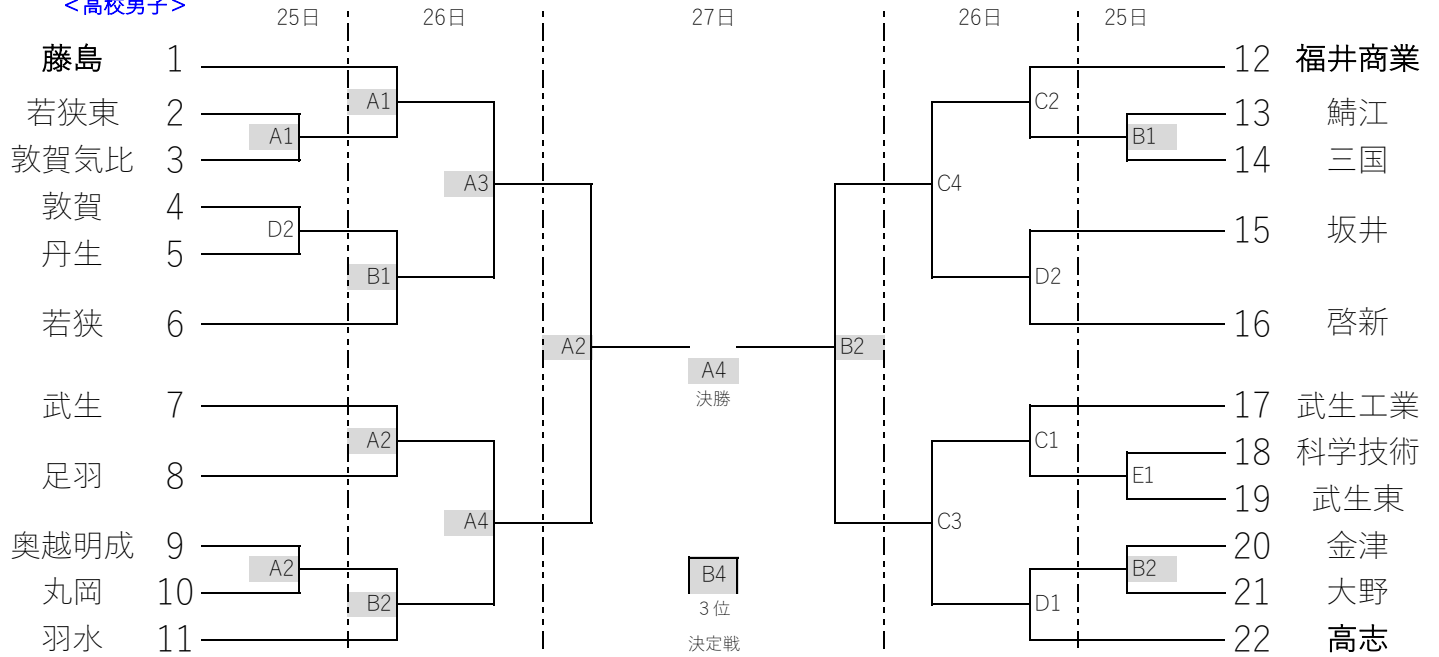 ＜高校男子＞
25日 26日 27日 26日 25日
藤島 1 12 福井商業
A1 C2
若狭東 2 13 鯖江
A1 B1
敦賀気比 3 14 三国
A3 C4
敦賀 4
D2 15 坂井
丹生 5
B1 D2
若狭 6 16 啓新
A2 B2
A4
決勝
武生 7 17 武生工業
A2 C1
18 科学技術
足羽 8 E1
19 武生東
A4 C3
奥越明成 9 20 金津
A2 B4 B2
丸岡 10 21 大野
B2 3位 D1
羽水 11 決定戦 22 高志